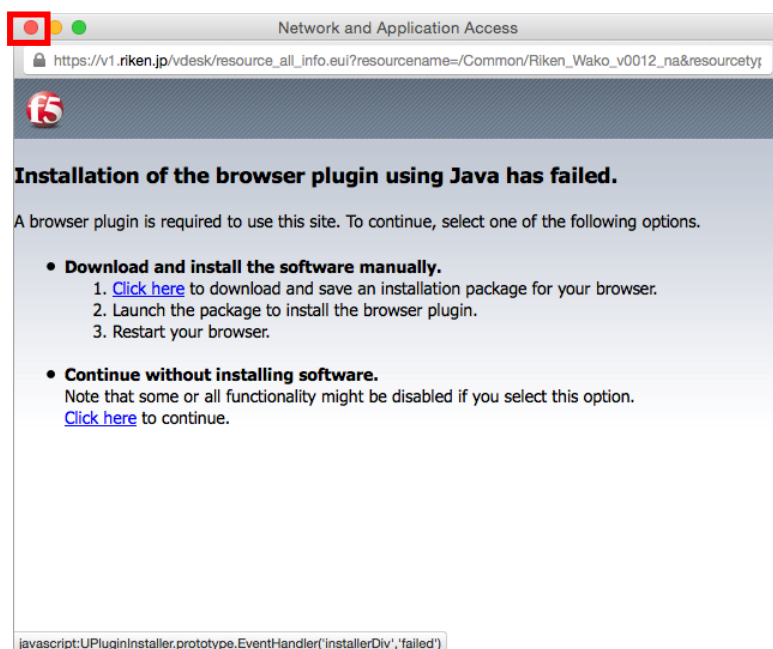 Network and Application Access
https://v1.riken.jp/vdesk/resource_all_info.eui?resourcename=/Common/Riken_Wako_v0012_na&resourcetyp
f5
Installation of the browser plugin using Java has failed.
A browser plugin is required to use this site. To continue, select one of the following options.
• Download and install the software manually.
1. Click here to download and save an installation package for your browser.
2. Launch the package to install the browser plugin.
3. Restart your browser.
• Continue without installing software.
Note that some or all functionality might be disabled if you select this option.
Click here to continue.
javascript:UPluginInstaller.prototype.EventHandler('installerDiv','failed')